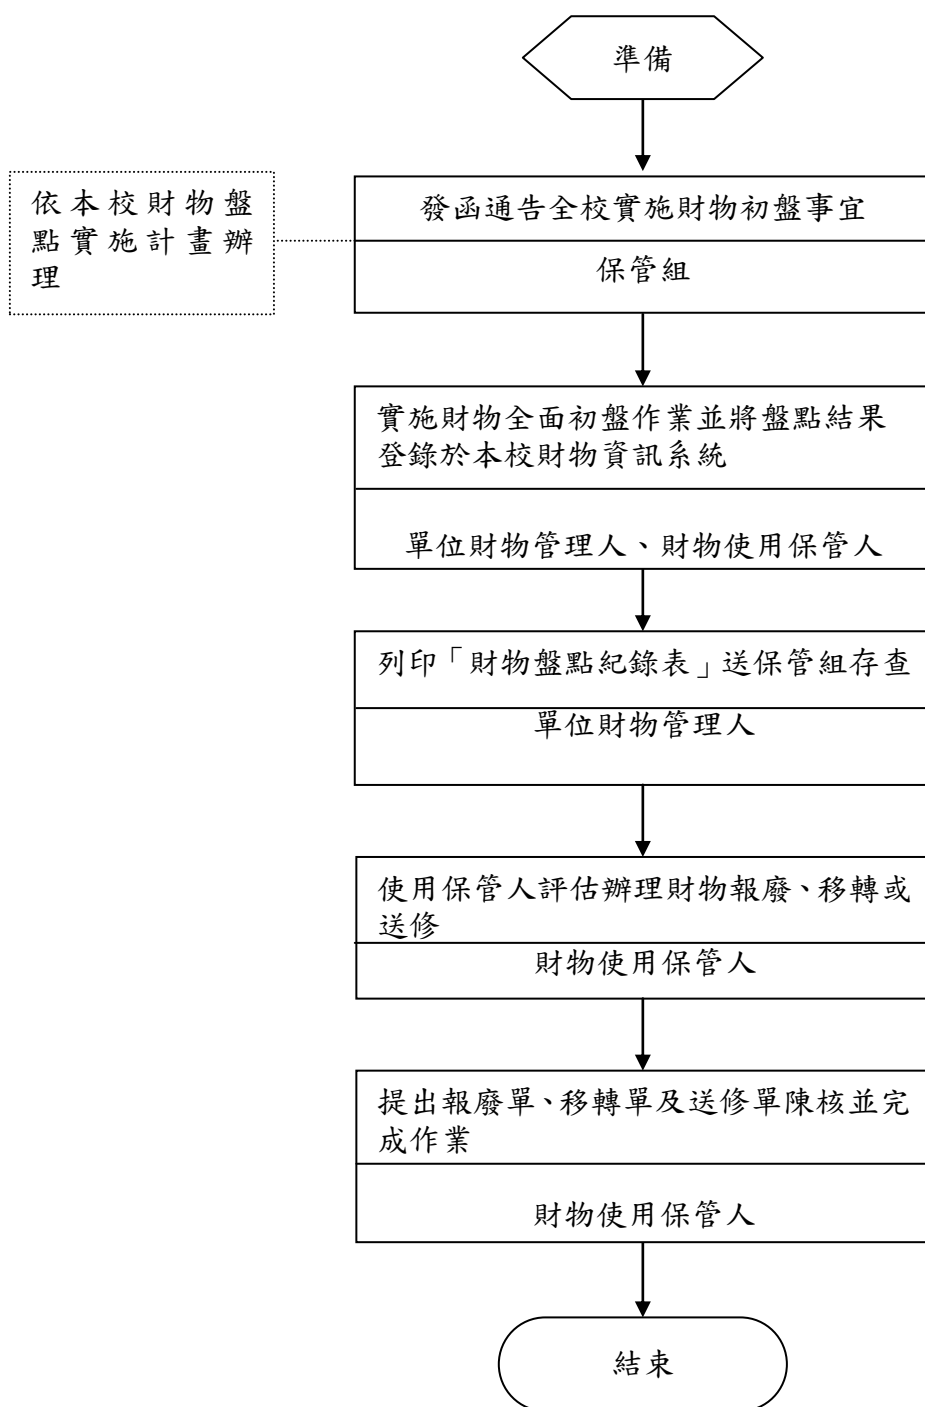 準備
依本校財物盤
點實施計畫辦
理
發函通告全校實施財物初盤事宜
保管組
實施財物全面初盤作業並將盤點結果
登錄於本校財物資訊系統
單位財物管理人、財物使用保管人
列印「財物盤點紀錄表」送保管組存查
單位財物管理人
使用保管人評估辦理財物報廢、移轉或
送修
財物使用保管人
提出報廢單、移轉單及送修單陳核並完
成作業
財物使用保管人
結束